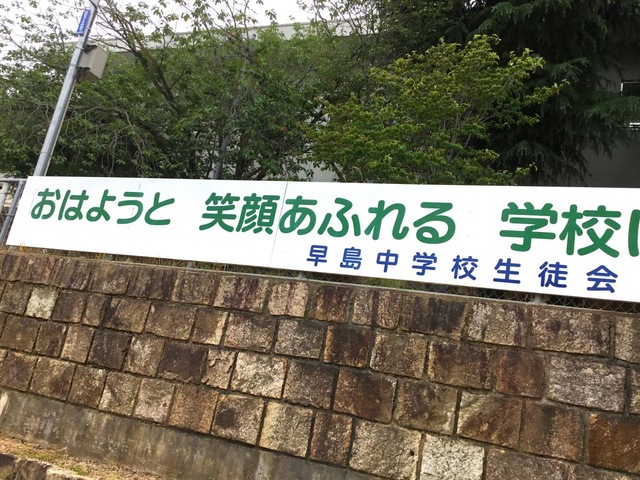 おはようと 笑顔あふれる 学校に
早島中学校生徒会